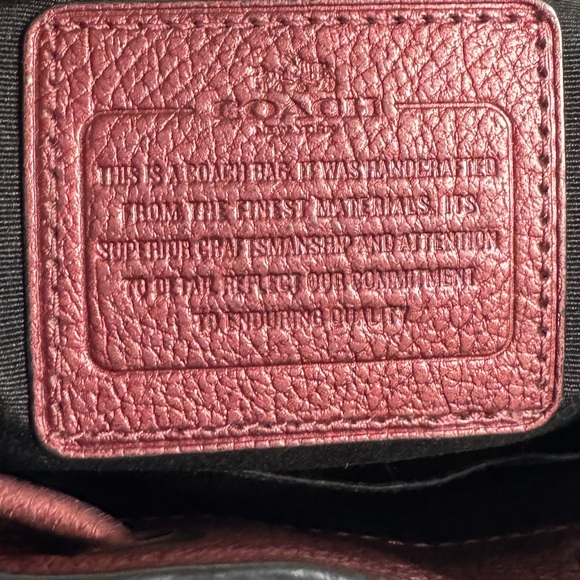 COACH
NEW YORK
THIS IS A COACH BAG. IT WAS HANDCRAFTED
FROM THE FINEST MATERIALS. ITS
SUPERIOR CRAFTSMANSHIP AND ATTENTION
TO DETAIL REFLECT OUR COMMITMENT
TO ENDURING QUALITY.